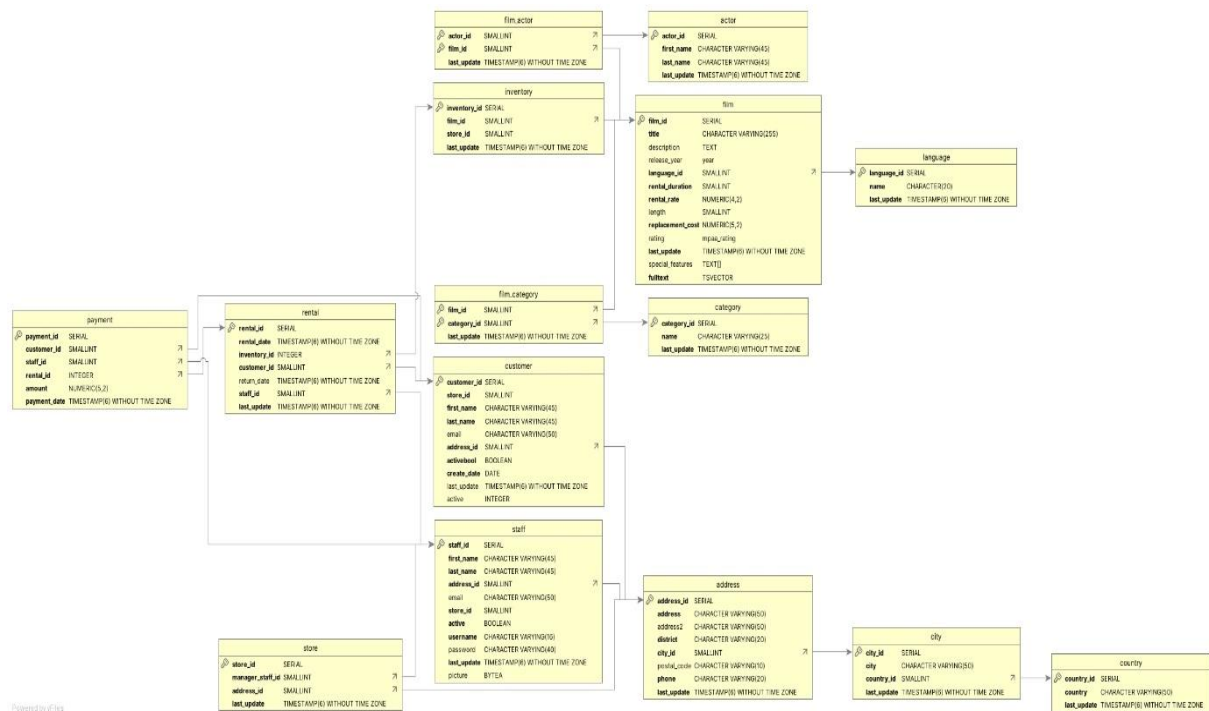 film_actor
actor_id SMALLINT
film_id SMALLINT
last_update TIMESTAMP(6) WITHOUT TIME ZONE
actor
actor_id SERIAL
first_name CHARACTER VARYING(45)
last_name CHARACTER VARYING(45)
last_update TIMESTAMP(6) WITHOUT TIME ZONE
inventory
inventory_id SERIAL
film_id SMALLINT
store_id SMALLINT
last_update TIMESTAMP(6) WITHOUT TIME ZONE
film
film_id SERIAL
title CHARACTER VARYING(255)
description TEXT
release_year year
language_id SMALLINT
rental_duration SMALLINT
rental_rate NUMERIC(4,2)
length SMALLINT
replacement_cost NUMERIC(5,2)
rating mpaa_rating
last_update TIMESTAMP(6) WITHOUT TIME ZONE
special_features TEXT[]
fulltext TSVECTOR
language
language_id SERIAL
name CHARACTER(20)
last_update TIMESTAMP(6) WITHOUT TIME ZONE
film_category
film_id SMALLINT
category_id SMALLINT
last_update TIMESTAMP(6) WITHOUT TIME ZONE
category
category_id SERIAL
name CHARACTER VARYING(25)
last_update TIMESTAMP(6) WITHOUT TIME ZONE
payment
payment_id SERIAL
customer_id SMALLINT
staff_id SMALLINT
rental_id INTEGER
amount NUMERIC(5,2)
payment_date TIMESTAMP(6) WITHOUT TIME ZONE
rental
rental_id SERIAL
rental_date TIMESTAMP(6) WITHOUT TIME ZONE
inventory_id INTEGER
customer_id SMALLINT
return_date TIMESTAMP(6) WITHOUT TIME ZONE
staff_id SMALLINT
last_update TIMESTAMP(6) WITHOUT TIME ZONE
customer
customer_id SERIAL
store_id SMALLINT
first_name CHARACTER VARYING(45)
last_name CHARACTER VARYING(45)
email CHARACTER VARYING(50)
address_id SMALLINT
activebool BOOLEAN
create_date DATE
last_update TIMESTAMP(6) WITHOUT TIME ZONE
active INTEGER
staff
staff_id SERIAL
first_name CHARACTER VARYING(45)
last_name CHARACTER VARYING(45)
address_id SMALLINT
email CHARACTER VARYING(50)
store_id SMALLINT
active BOOLEAN
username CHARACTER VARYING(16)
password CHARACTER VARYING(40)
last_update TIMESTAMP(6) WITHOUT TIME ZONE
picture BYTEA
store
store_id SERIAL
manager_staff_id SMALLINT
address_id SMALLINT
last_update TIMESTAMP(6) WITHOUT TIME ZONE
address
address_id SERIAL
address CHARACTER VARYING(50)
address2 CHARACTER VARYING(50)
district CHARACTER VARYING(20)
city_id SMALLINT
postal_code CHARACTER VARYING(10)
phone CHARACTER VARYING(20)
last_update TIMESTAMP(6) WITHOUT TIME ZONE
city
city_id SERIAL
city CHARACTER VARYING(50)
country_id SMALLINT
last_update TIMESTAMP(6) WITHOUT TIME ZONE
country
country_id SERIAL
country CHARACTER VARYING(50)
last_update TIMESTAMP(6) WITHOUT TIME ZONE
Powered by yFiles